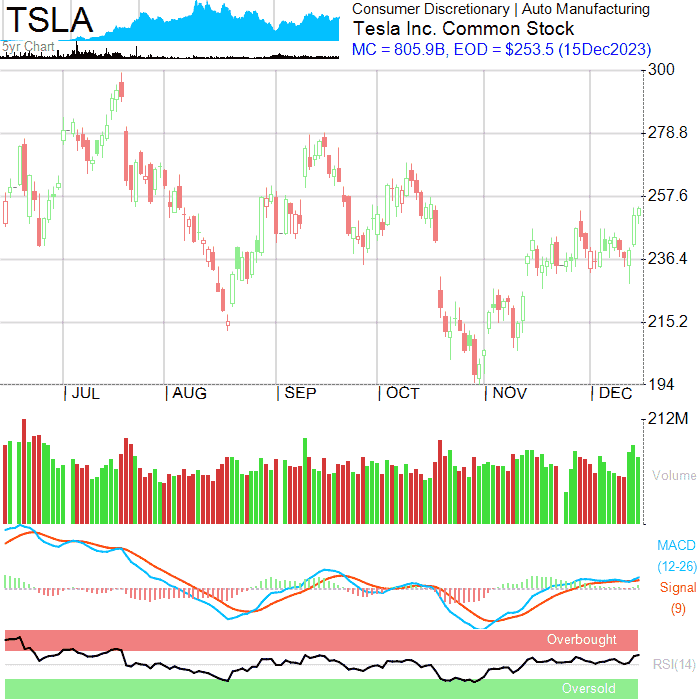 TSLA
5yr Chart
Consumer Discretionary | Auto Manufacturing
Tesla Inc. Common Stock
MC = 805.9B, EOD = $253.5 (15Dec2023)
300
278.8
257.6
236.4
215.2
194
| JUL | AUG | SEP | OCT | NOV | DEC
212M
Volume
MACD
(12-26)
Signal
(9)
Overbought
RSI(14)
Oversold